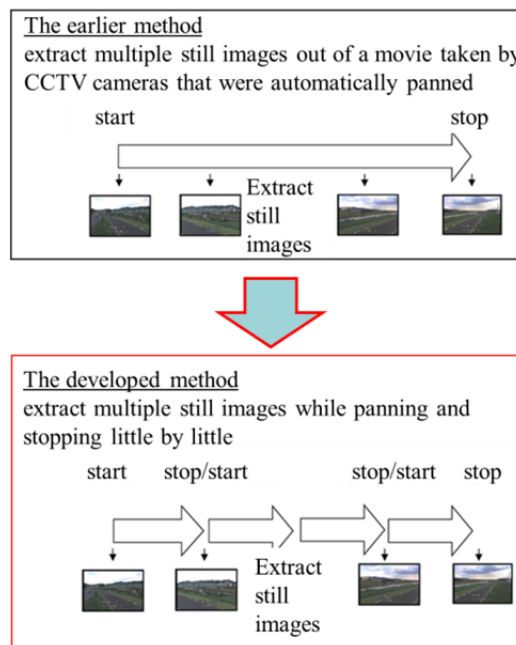 The earlier method
extract multiple still images out of a movie taken by
CCTV cameras that were automatically panned
start stop
Extract
still
images
The developed method
extract multiple still images while panning and
stopping little by little
start stop/start stop/start stop
Extract
still
images